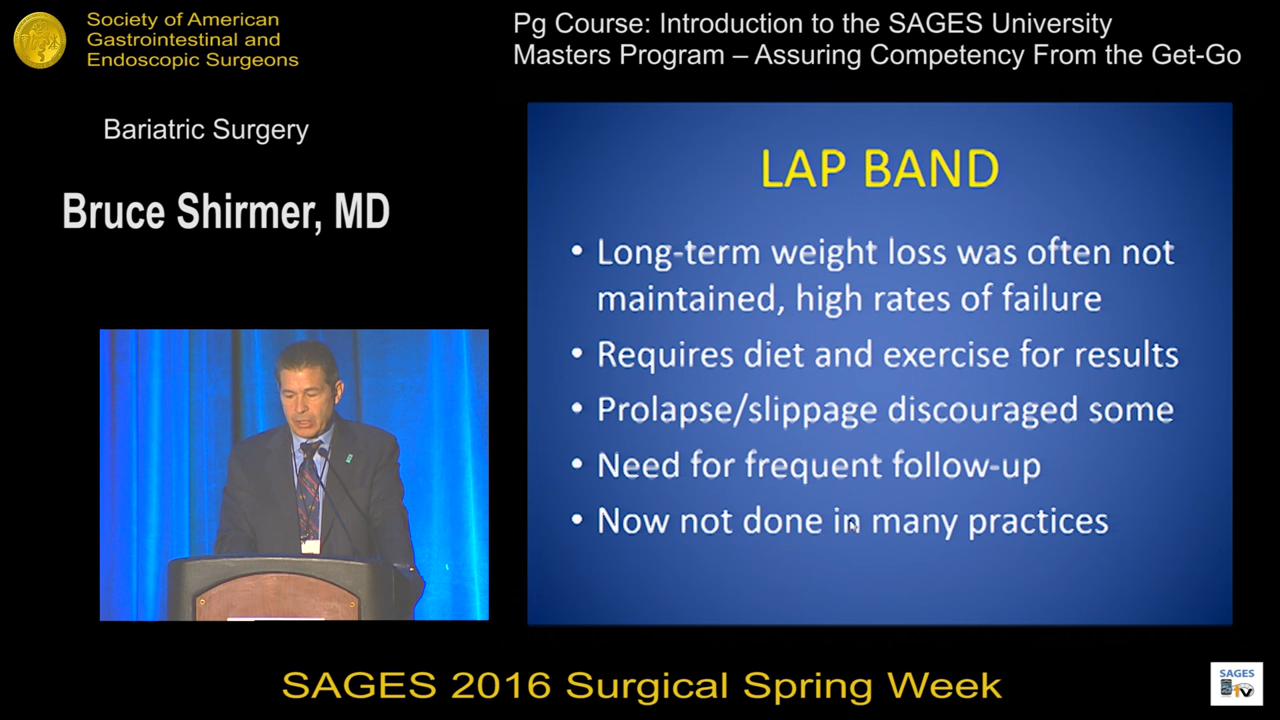 Society of American
Gastrointestinal and
Endoscopic Surgeons
Pg Course: Introduction to the SAGES University
Masters Program – Assuring Competency From the Get-Go
Bariatric Surgery
Bruce Shirmer, MD
LAP BAND
• Long-term weight loss was often not
maintained, high rates of failure
• Requires diet and exercise for results
• Prolapse/slippage discouraged some
• Need for frequent follow-up
• Now not done in many practices
SAGES 2016 Surgical Spring Week
SAGES
TV